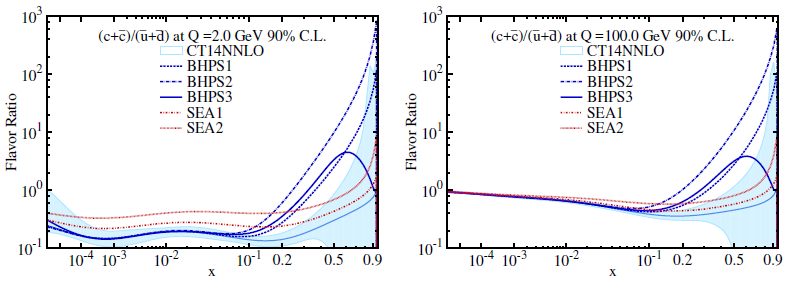 (c+c̅)/(u̅+d̅) at Q =2.0 GeV 90% C.L.
CT14NNLO
BHPS1
BHPS2
BHPS3
SEA1
SEA2
Flavor Ratio
10³
10²
10¹
10⁰
10⁻¹
10⁻⁴ 10⁻³ 10⁻² 10⁻¹ 0.2 0.5 0.9
x
(c+c̅)/(u̅+d̅) at Q =100.0 GeV 90% C.L.
CT14NNLO
BHPS1
BHPS2
BHPS3
SEA1
SEA2
Flavor Ratio
10³
10²
10¹
10⁰
10⁻¹
10⁻⁴ 10⁻³ 10⁻² 10⁻¹ 0.2 0.5 0.9
x